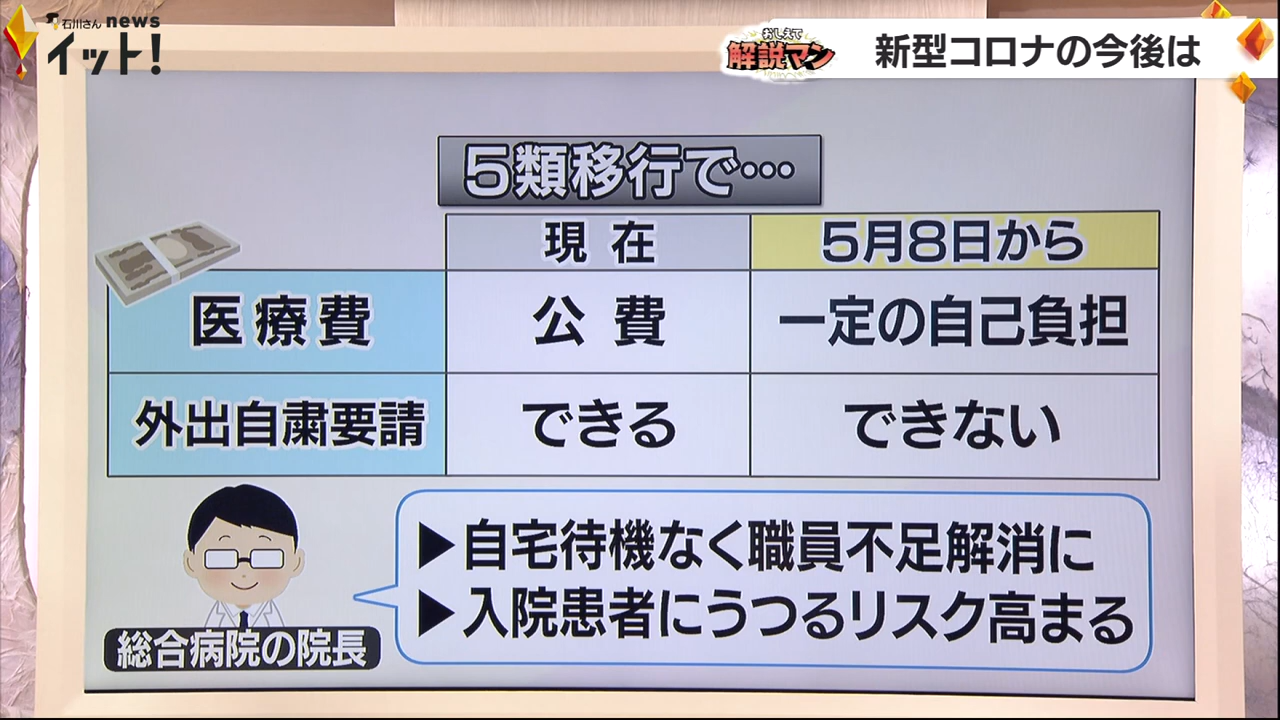 石川さん news
イット!
おしえて
解説マン
新型コロナの今後は
5類移行で…
現在
5月8日から
医療費
公費
一定の自己負担
外出自粛要請
できる
できない
▶自宅待機なく職員不足解消に
▶入院患者にうつるリスク高まる
総合病院の院長